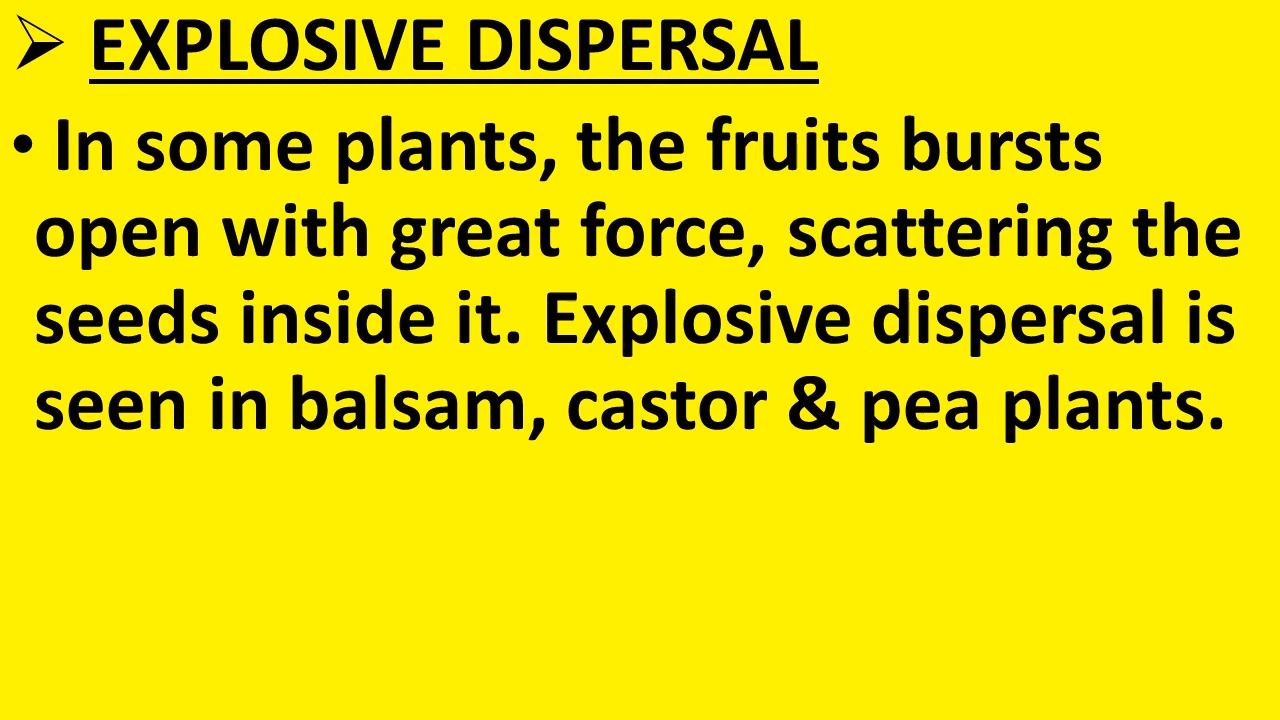 ➢ EXPLOSIVE DISPERSAL
• In some plants, the fruits bursts
open with great force, scattering the
seeds inside it. Explosive dispersal is
seen in balsam, castor & pea plants.